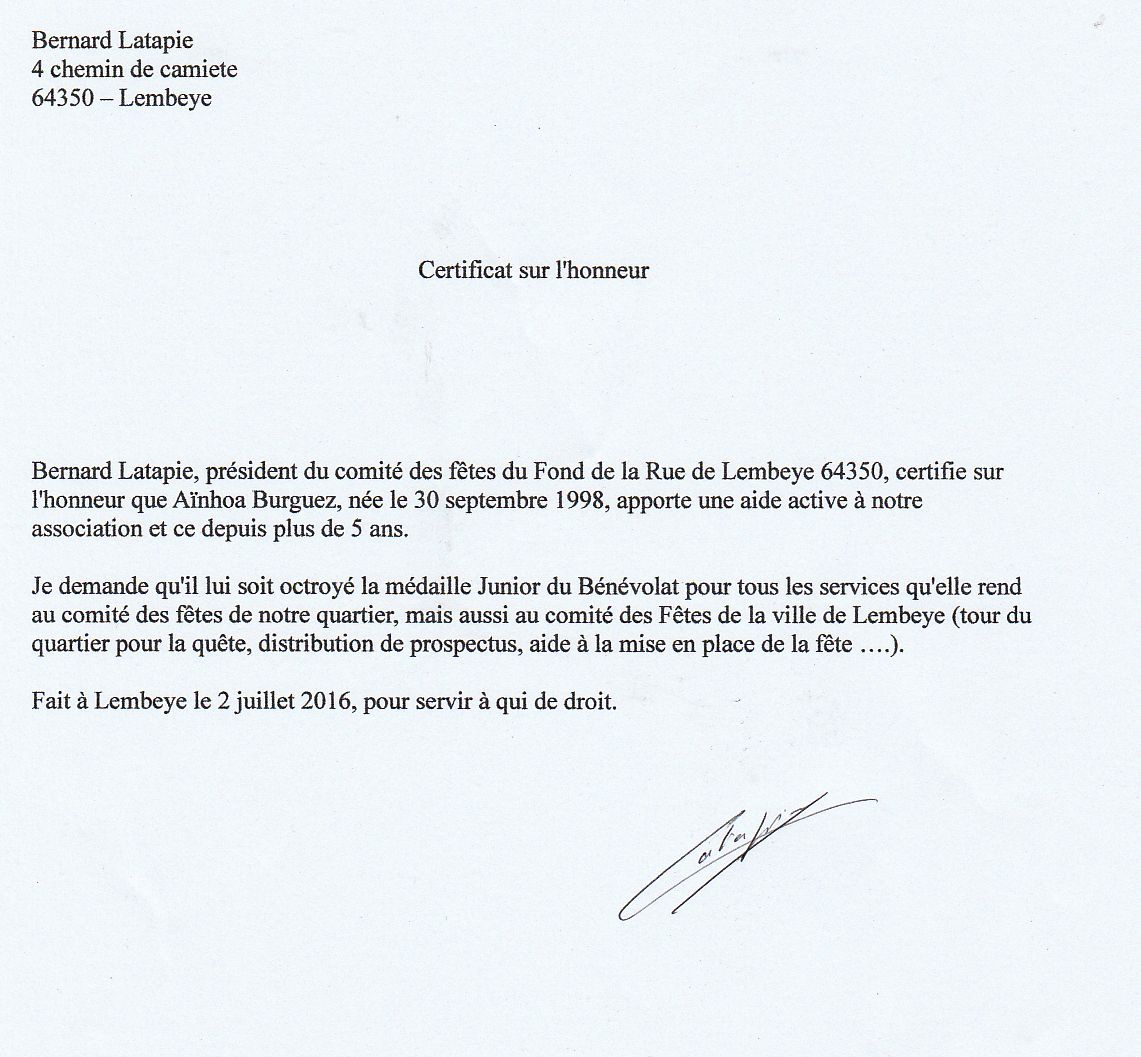 Bernard Latapie
4 chemin de camiete
64350 – Lembeye
Certificat sur l'honneur
Bernard Latapie, président du comité des fêtes du Fond de la Rue de Lembeye 64350, certifie sur
l'honneur que Aïnhoa Burguez, née le 30 septembre 1998, apporte une aide active à notre
association et ce depuis plus de 5 ans.
Je demande qu'il lui soit octroyé la médaille Junior du Bénévolat pour tous les services qu'elle rend
au comité des fêtes de notre quartier, mais aussi au comité des Fêtes de la ville de Lembeye (tour du
quartier pour la quête, distribution de prospectus, aide à la mise en place de la fête ….).
Fait à Lembeye le 2 juillet 2016, pour servir à qui de droit.
Latapie